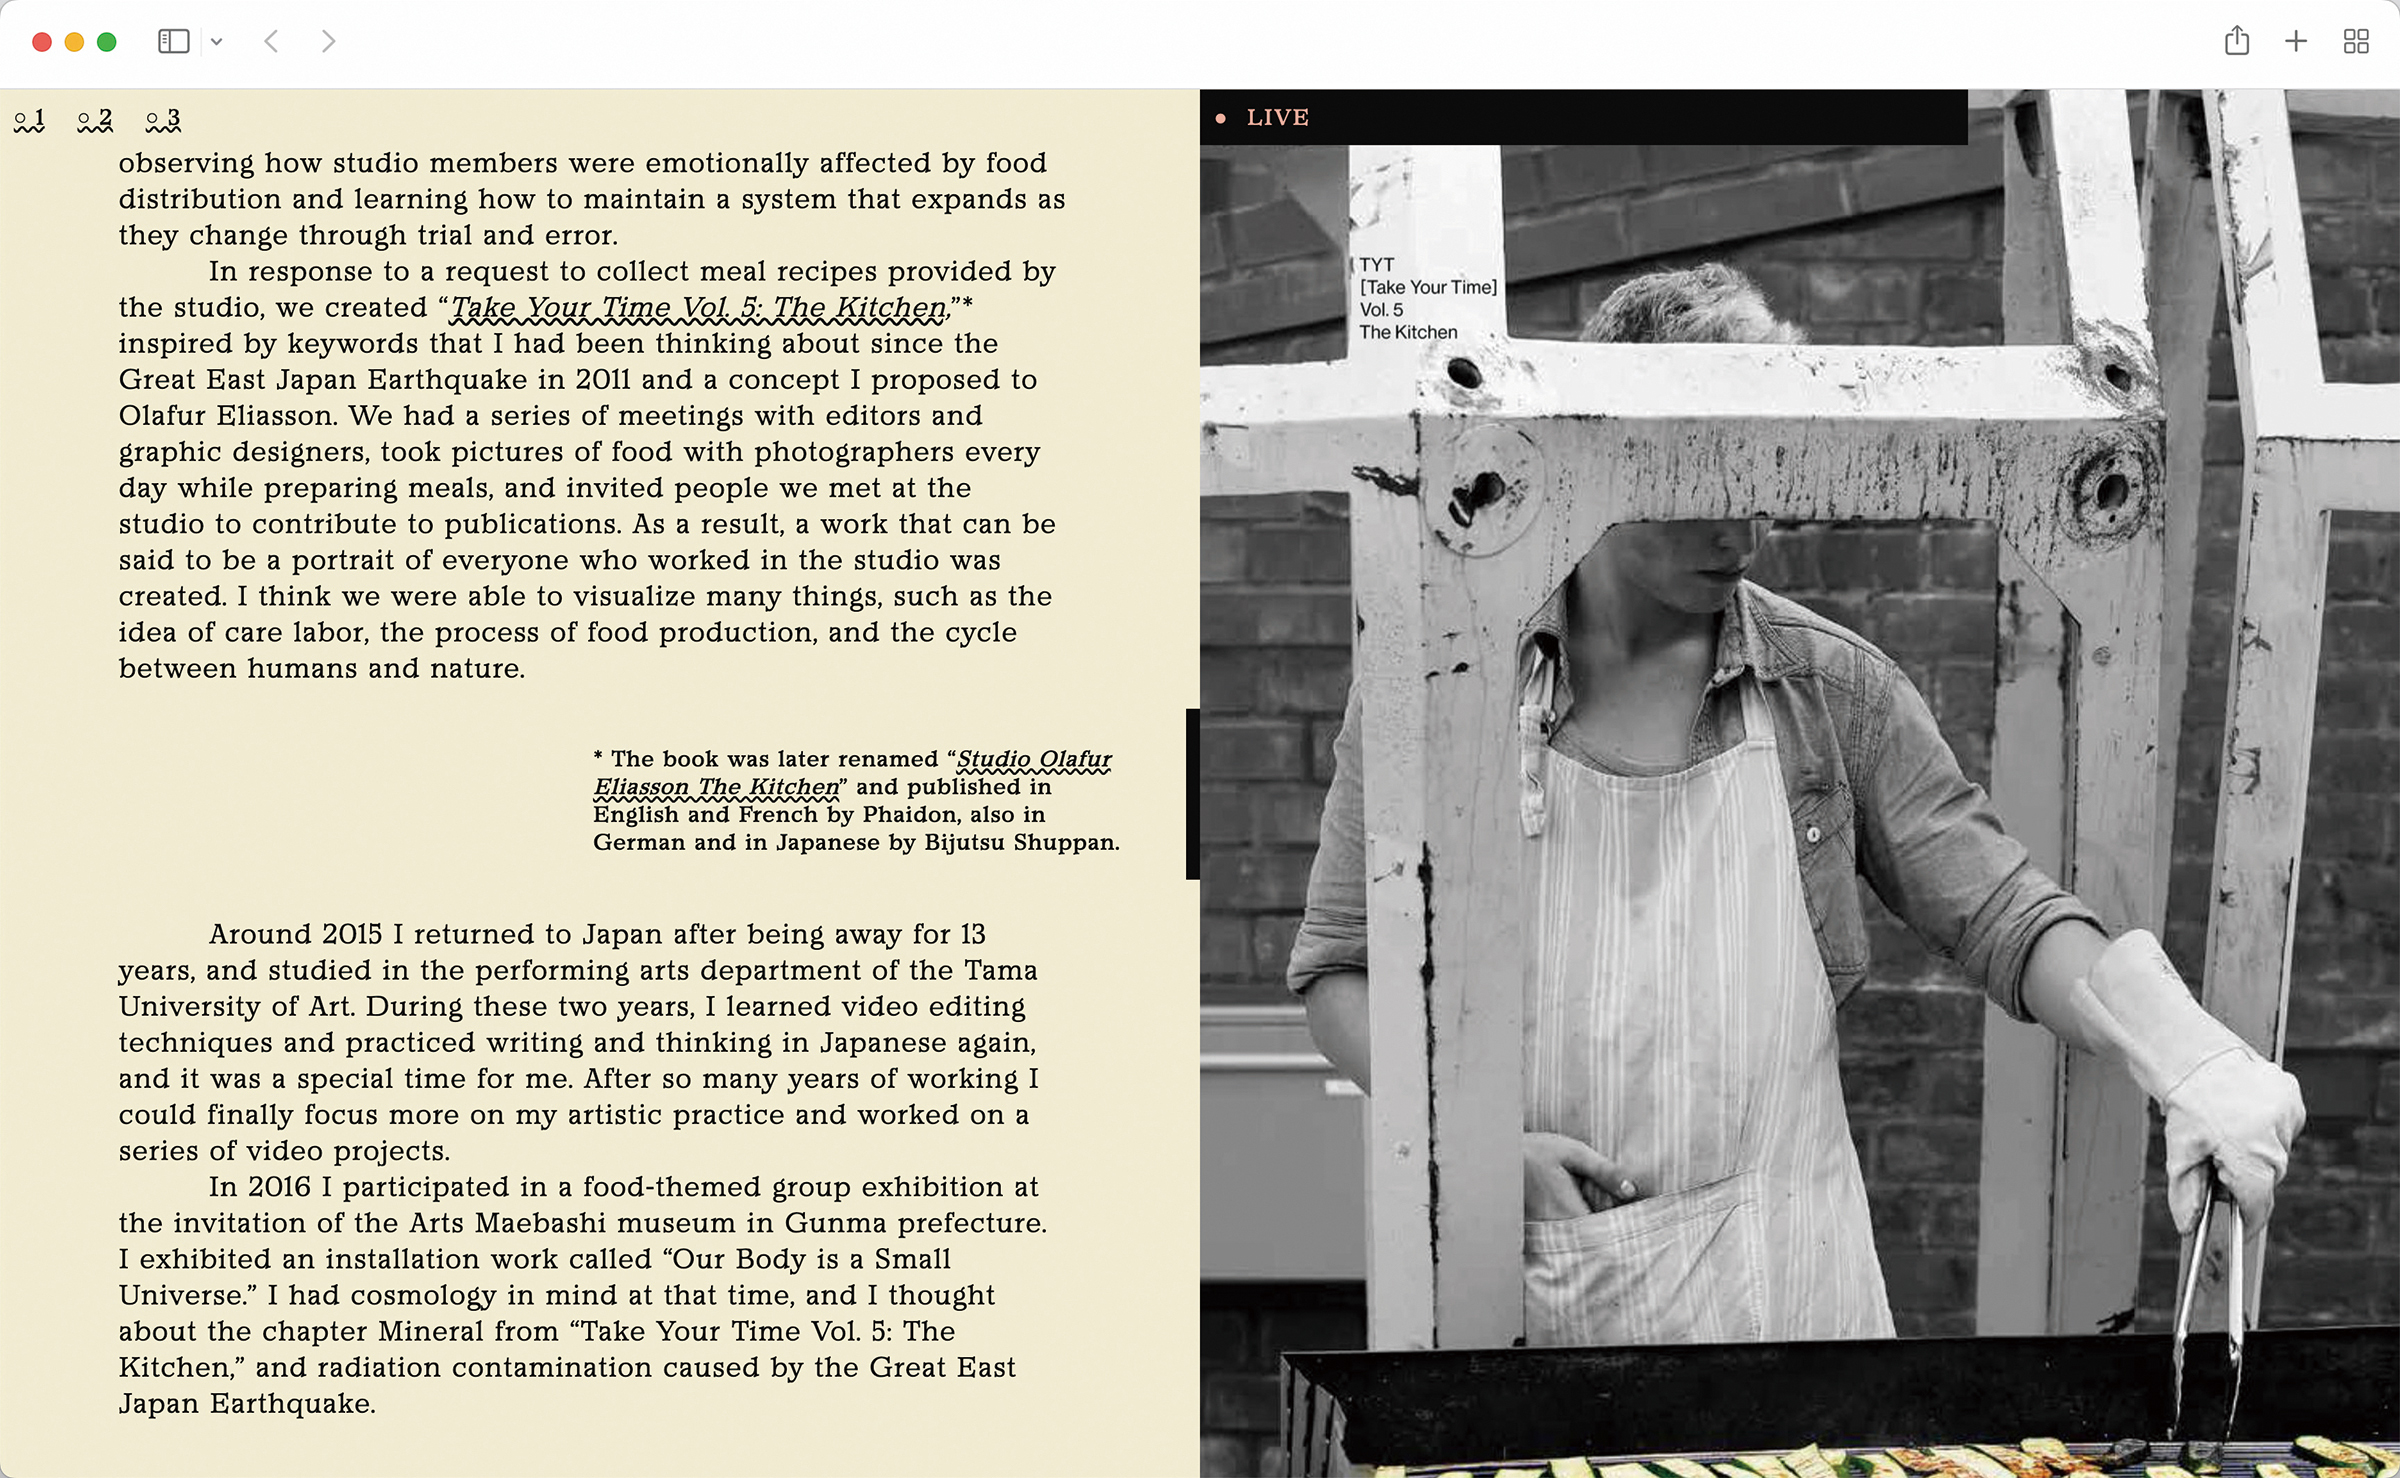 ○ 1 ○ 2 ○ 3
observing how studio members were emotionally affected by food
distribution and learning how to maintain a system that expands as
they change through trial and error.
In response to a request to collect meal recipes provided by
the studio, we created “Take Your Time Vol. 5: The Kitchen,”*
inspired by keywords that I had been thinking about since the
Great East Japan Earthquake in 2011 and a concept I proposed to
Olafur Eliasson. We had a series of meetings with editors and
graphic designers, took pictures of food with photographers every
day while preparing meals, and invited people we met at the
studio to contribute to publications. As a result, a work that can be
said to be a portrait of everyone who worked in the studio was
created. I think we were able to visualize many things, such as the
idea of care labor, the process of food production, and the cycle
between humans and nature.
* The book was later renamed “Studio Olafur
Eliasson The Kitchen” and published in
English and French by Phaidon, also in
German and in Japanese by Bijutsu Shuppan.
Around 2015 I returned to Japan after being away for 13
years, and studied in the performing arts department of the Tama
University of Art. During these two years, I learned video editing
techniques and practiced writing and thinking in Japanese again,
and it was a special time for me. After so many years of working I
could finally focus more on my artistic practice and worked on a
series of video projects.
In 2016 I participated in a food-themed group exhibition at
the invitation of the Arts Maebashi museum in Gunma prefecture.
I exhibited an installation work called “Our Body is a Small
Universe.” I had cosmology in mind at that time, and I thought
about the chapter Mineral from “Take Your Time Vol. 5: The
Kitchen,” and radiation contamination caused by the Great East
Japan Earthquake.
• LIVE
TYT
[Take Your Time]
Vol. 5
The Kitchen